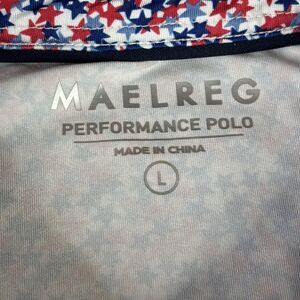 MAELREG
PERFORMANCE POLO
MADE IN CHINA
L